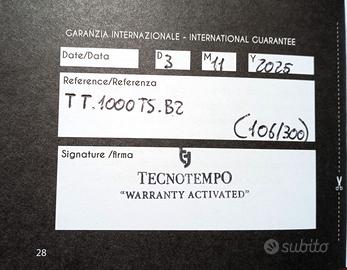 GARANZIA INTERNAZIONALE - INTERNATIONAL GUARANTEE
Date/Data D 3 M 11 Y 2025
Reference/Referenza
TT.1000TS.BZ
(106/300)
Signature /firma
TECNOTEMPO
"WARRANTY ACTIVATED"
28
subito